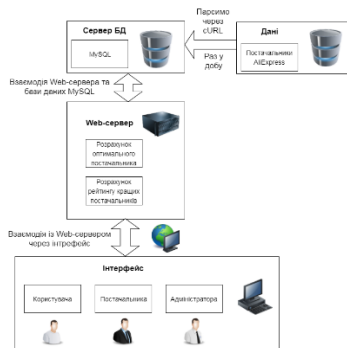 Парсимо
через
cURL
Сервер БД
MySQL
Дані
Постачальники
AliExpress
Раз у
добу
Взаємодія Web-сервера та
бази даних MySQL
Web-сервер
Розрахунок
оптимального
постачальника
Розрахунок
рейтингу кращих
постачальників
Взаємодія із Web-сервером
через інтрефейс
Інтерфейс
Користувача
Постачальника
Адміністратора